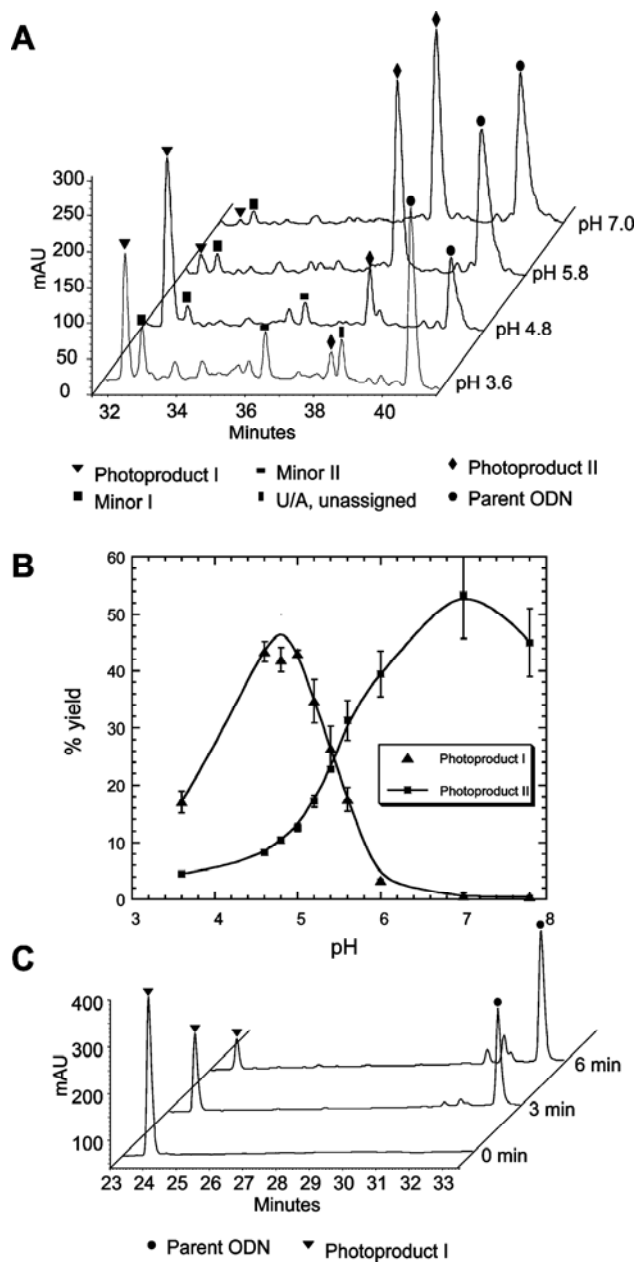 A
300
250
200
150
100
50
0
mAU
32 34 36 38 40
Minutes
pH 7.0
pH 5.8
pH 4.8
pH 3.6
Photoproduct I
Minor II
Photoproduct II
Minor I
U/A, unassigned
Parent ODN
B
60
50
40
30
20
10
0
% yield
3 4 5 6 7 8
pH
Photoproduct I
Photoproduct II
C
400
300
200
100
mAU
23 24 25 26 27 28 29 30 31 32 33
Minutes
6 min
3 min
0 min
Parent ODN
Photoproduct I